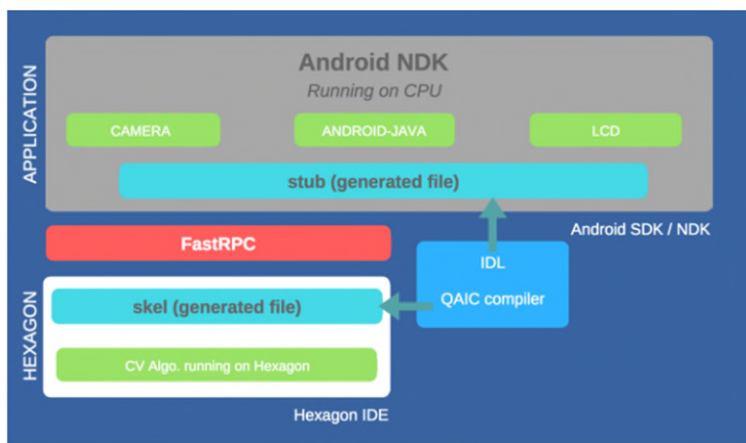 APPLICATION
Android NDK
Running on CPU
CAMERA
ANDROID-JAVA
LCD
stub (generated file)
Android SDK / NDK
FastRPC
IDL
QAIC compiler
HEXAGON
skel (generated file)
CV Algo. running on Hexagon
Hexagon IDE